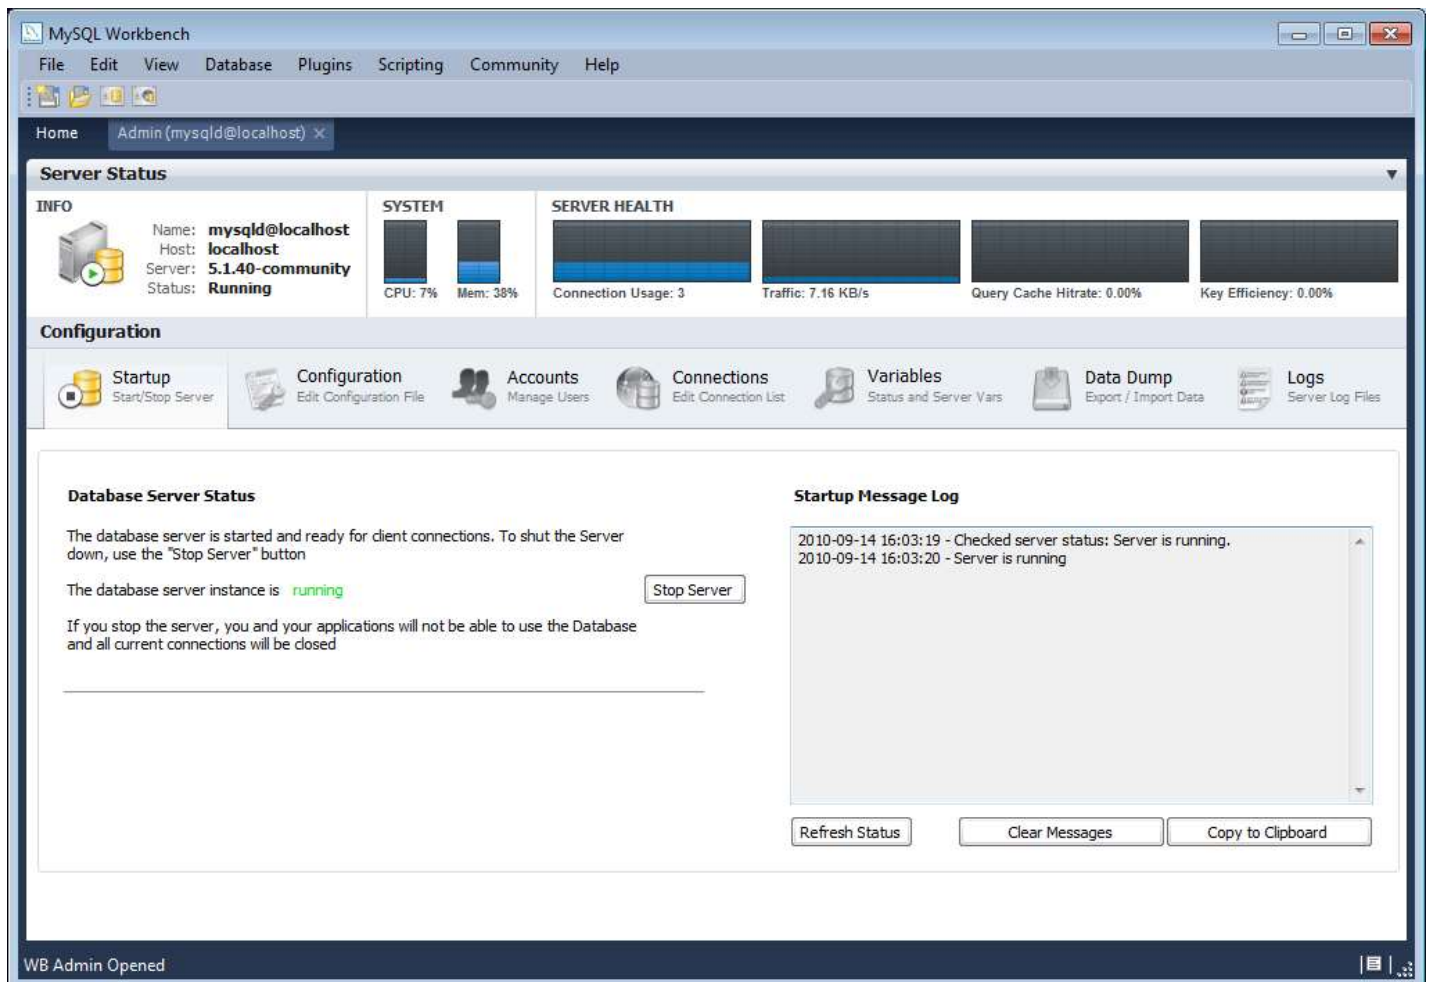 MySQL Workbench
File Edit View Database Plugins Scripting Community Help
Home Admin (mysqld@localhost)
Server Status
INFO
Name: mysqld@localhost
Host: localhost
Server: 5.1.40-community
Status: Running
SYSTEM
CPU: 7% Mem: 38%
SERVER HEALTH
Connection Usage: 3 Traffic: 7.16 KB/s Query Cache Hitrate: 0.00% Key Efficiency: 0.00%
Configuration
Startup
Start/Stop Server
Configuration
Edit Configuration File
Accounts
Manage Users
Connections
Edit Connection List
Variables
Status and Server Vars
Data Dump
Export / Import Data
Logs
Server Log Files
Database Server Status
The database server is started and ready for client connections. To shut the Server
down, use the "Stop Server" button
The database server instance is running
Stop Server
If you stop the server, you and your applications will not be able to use the Database
and all current connections will be closed
Startup Message Log
2010-09-14 16:03:19 - Checked server status: Server is running.
2010-09-14 16:03:20 - Server is running
Refresh Status Clear Messages Copy to Clipboard
WB Admin Opened